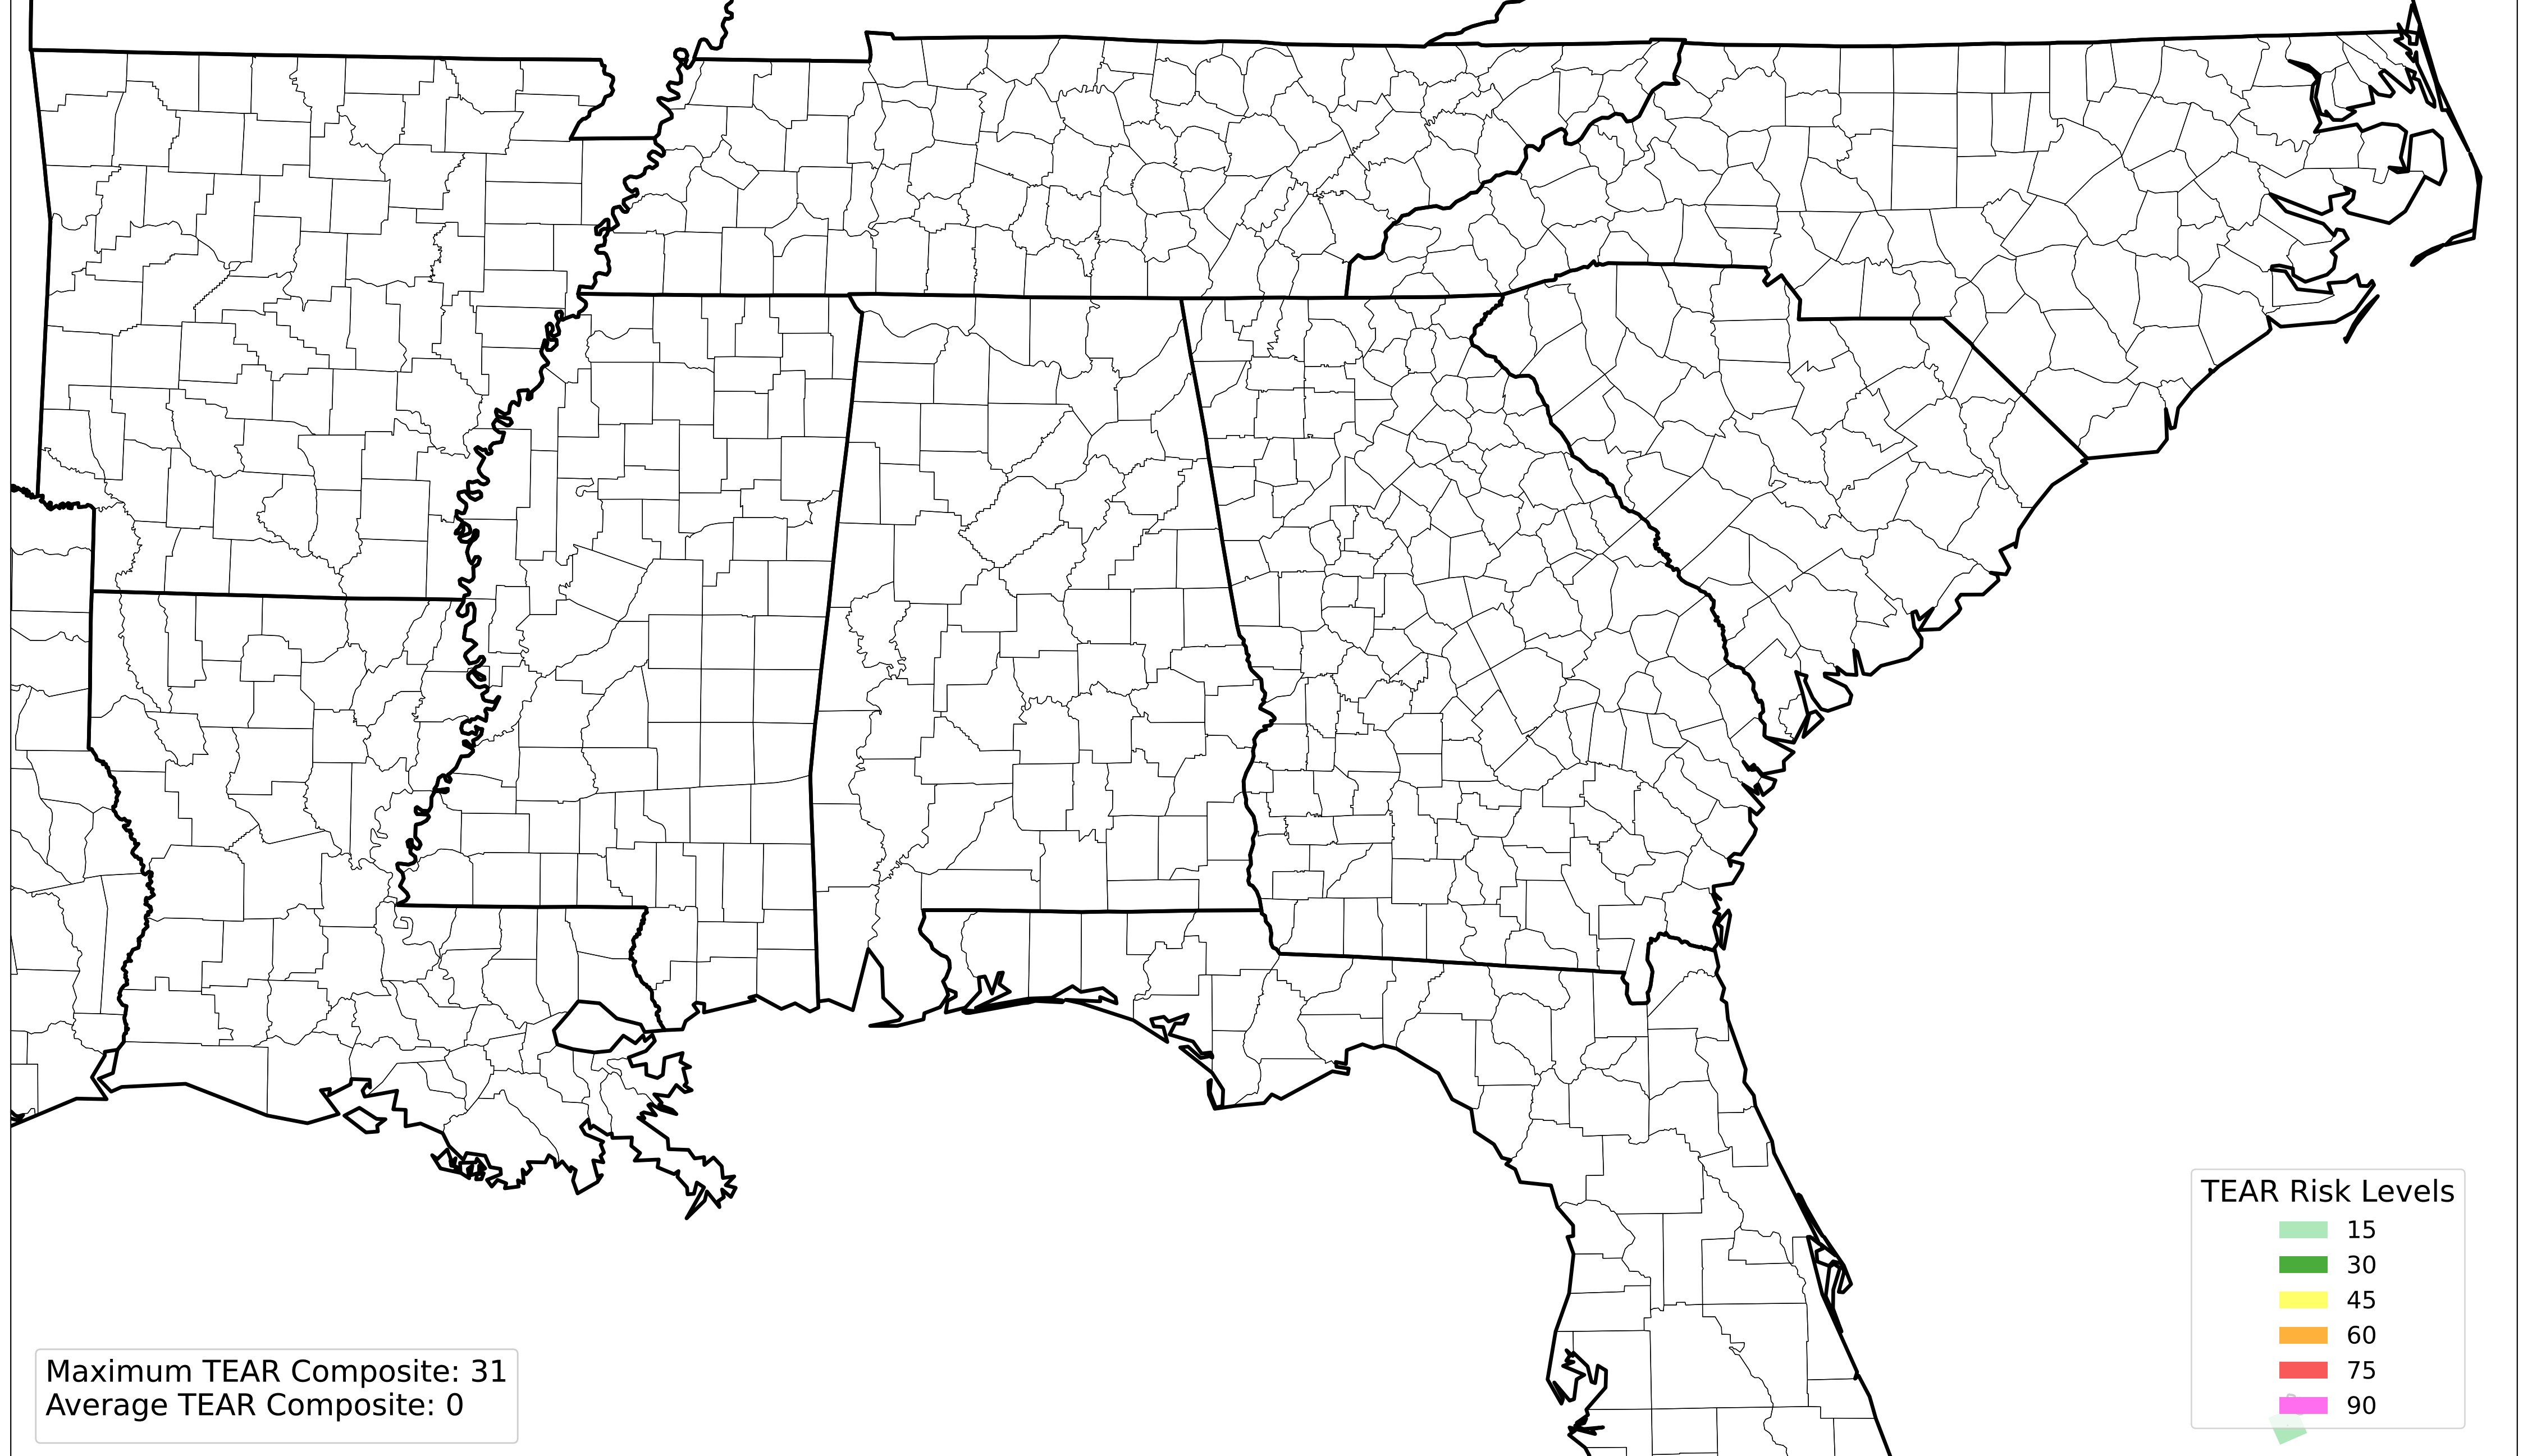 TEAR Risk Levels
15
30
45
60
75
90
Maximum TEAR Composite: 31
Average TEAR Composite: 0